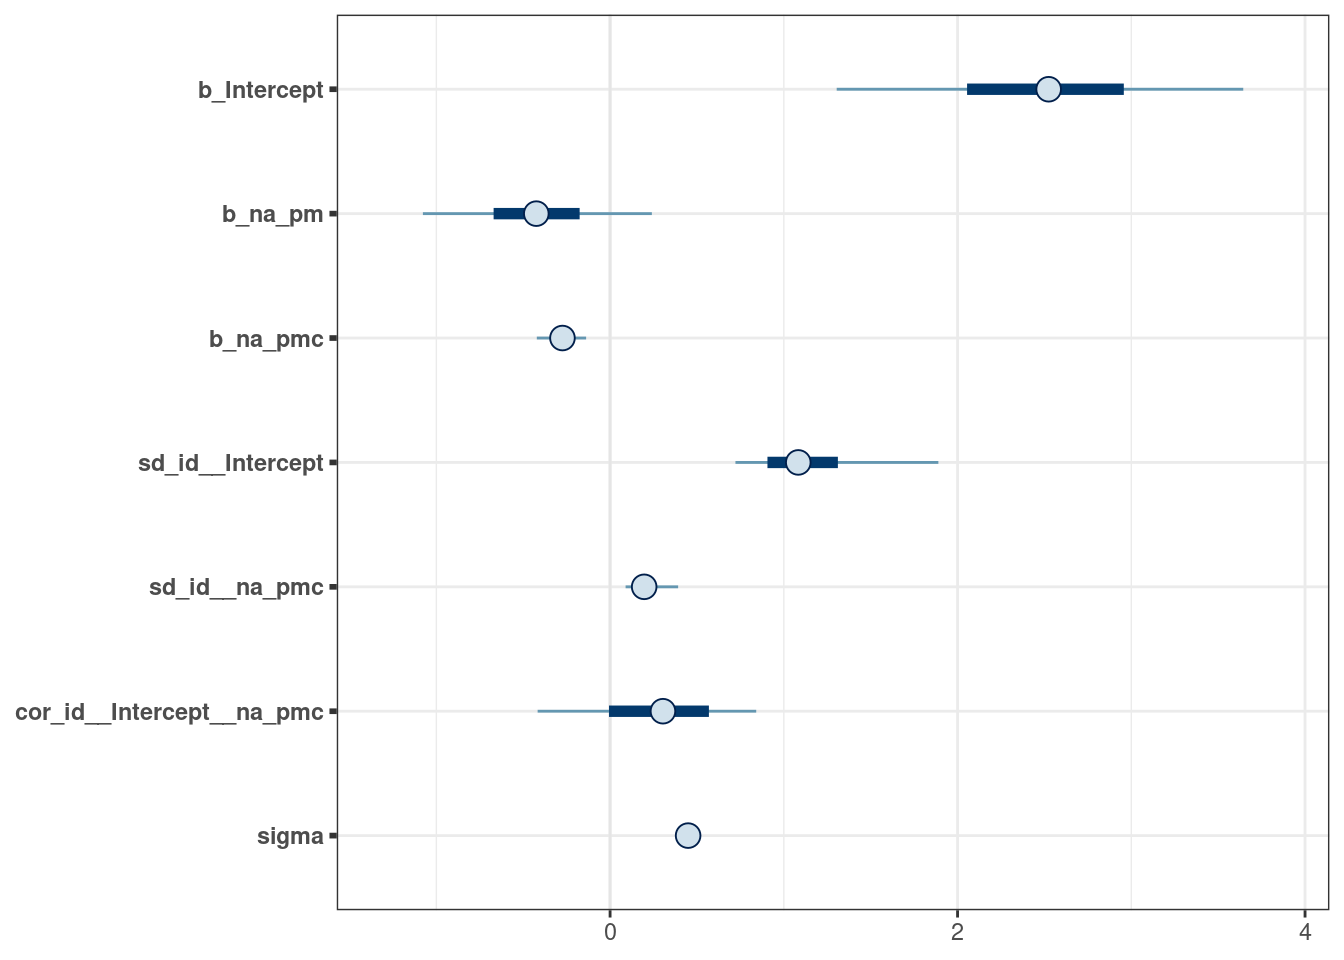 b_Intercept
b_na_pm
b_na_pmc
sd_id__Intercept
sd_id__na_pmc
cor_id__Intercept__na_pmc
sigma
0 2 4